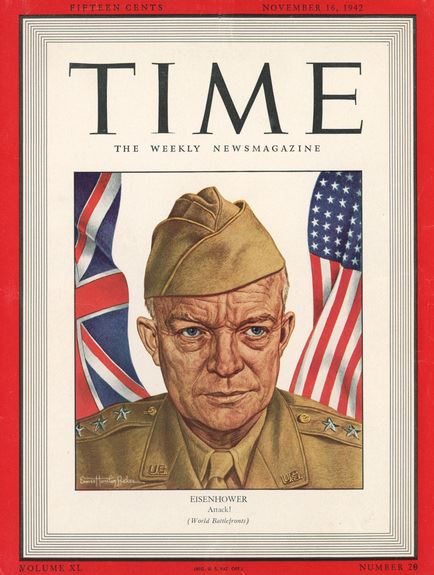 FIFTEEN CENTS NOVEMBER 16, 1942
TIME
THE WEEKLY NEWSMAGAZINE
U.S. U.S.
Ernest Hamlin Baker
EISENHOWER
Attack!
(World Battlefronts)
VOLUME XL (REG. U. S. PAT. OFF.) NUMBER 20